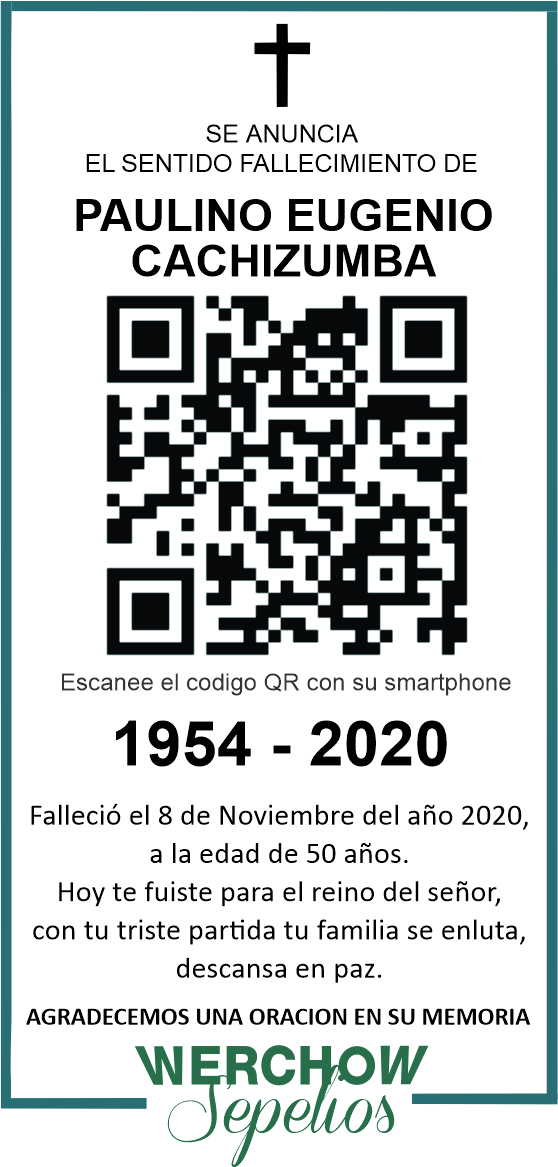 SE ANUNCIA
EL SENTIDO FALLECIMIENTO DE
PAULINO EUGENIO
CACHIZUMBA
Escanee el codigo QR con su smartphone
1954 - 2020
Falleció el 8 de Noviembre del año 2020,
a la edad de 50 años.
Hoy te fuiste para el reino del señor,
con tu triste partida tu familia se enluta,
descansa en paz.
AGRADECEMOS UNA ORACION EN SU MEMORIA
WERCHOW
Sepelios